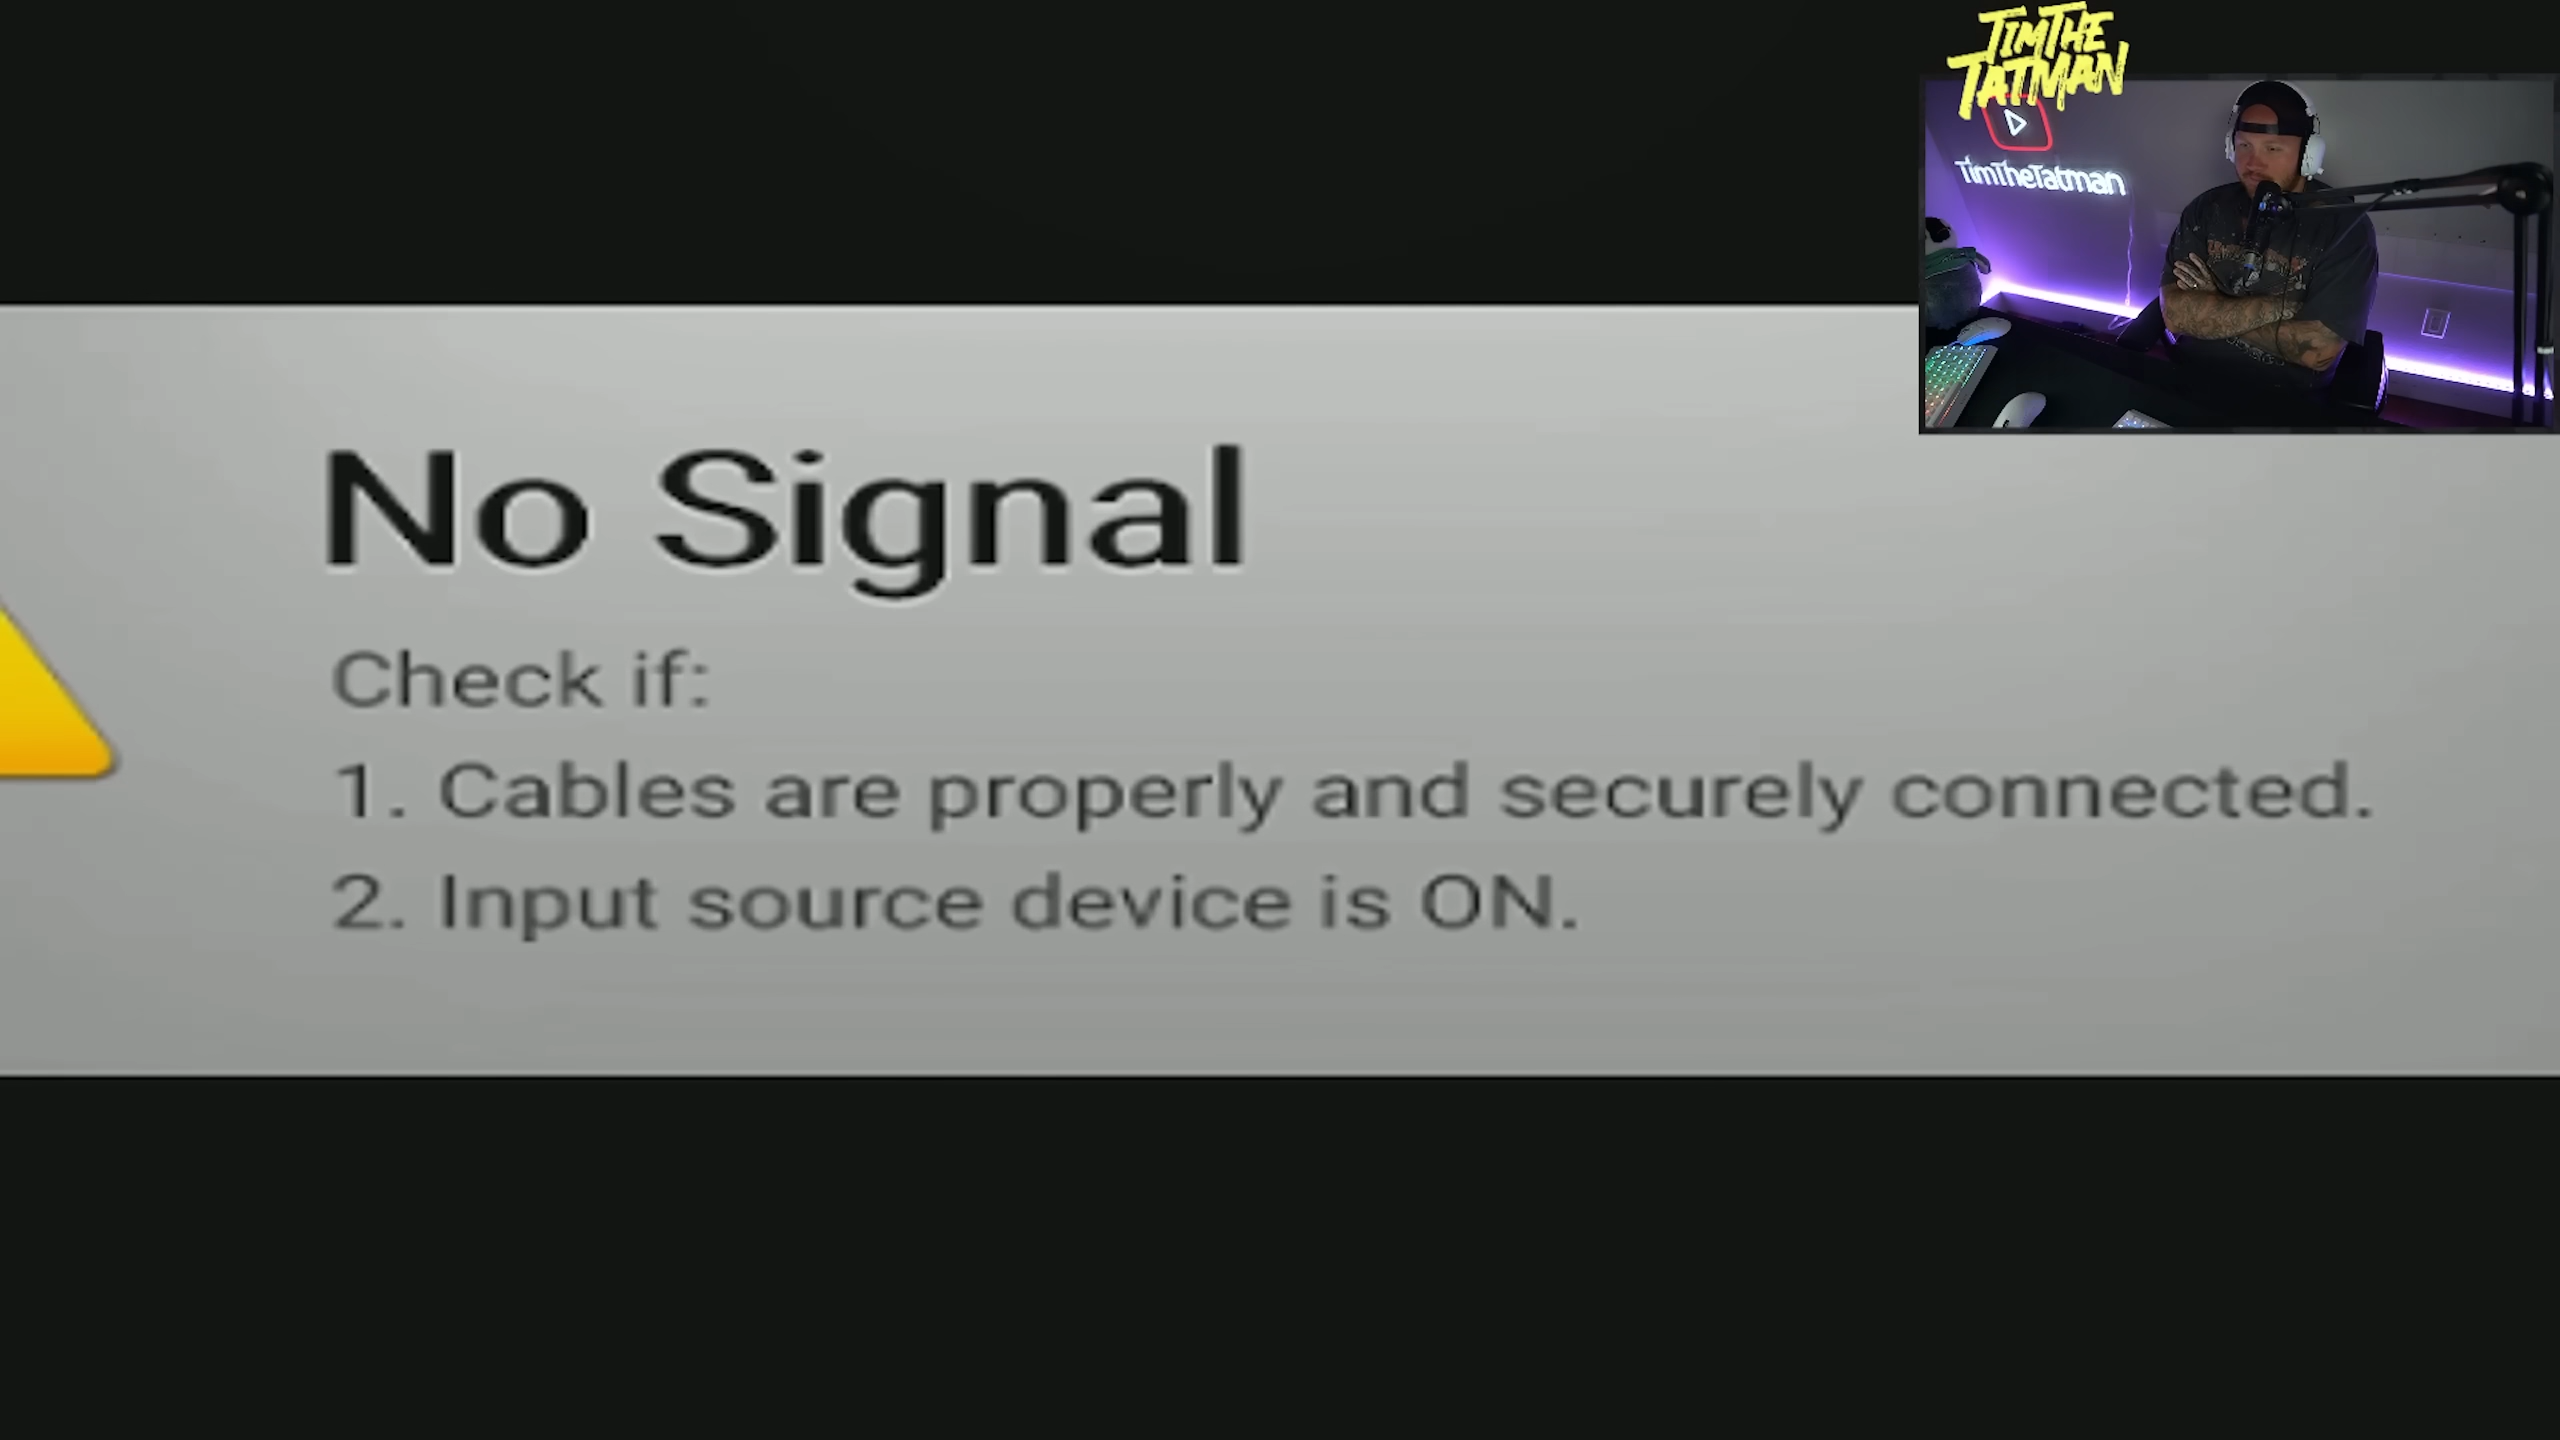 TIMTHE
TATMAN
TimTheTatman
No Signal
Check if:
1. Cables are properly and securely connected.
2. Input source device is ON.